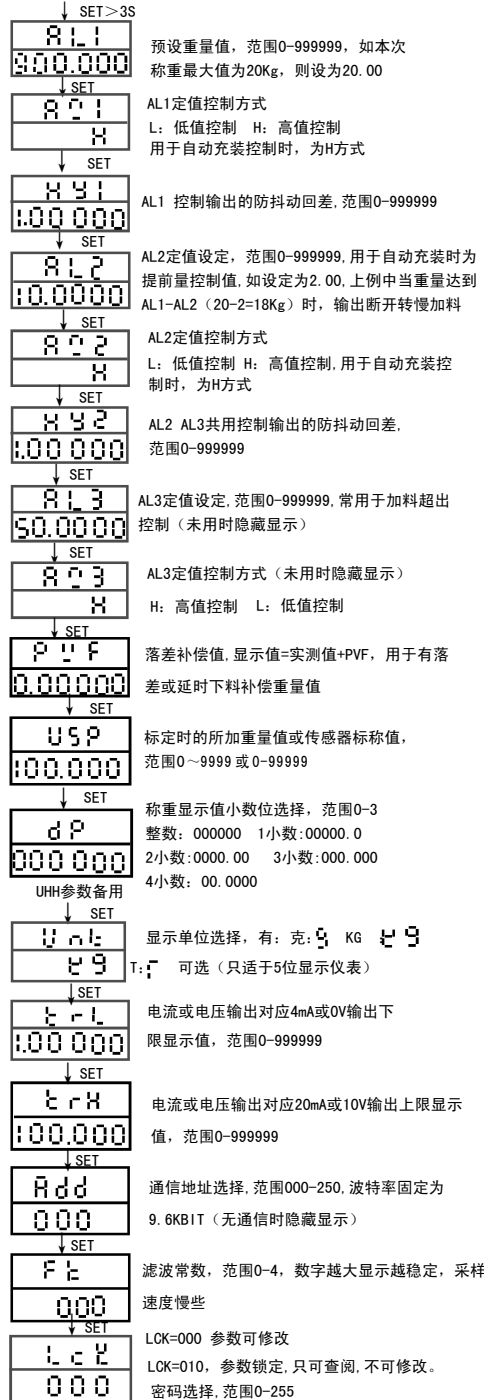 SET＞3S
AL1
900.000
预设重量值，范围0-999999，如本次
称重最大值为20Kg，则设为20.00
SET
H
AL1定值控制方式
L：低值控制 H：高值控制
用于自动充装控制时，为H方式
SET
HY1
1.00 000
AL1 控制输出的防抖动回差,范围0-999999
SET
AL2
10.0000
AL2定值设定，范围0-999999,用于自动充装时为
提前量控制值,如设定为2.00,上例中当重量达到
AL1-AL2（20-2=18Kg）时，输出断开转慢加料
SET
H
AL2定值控制方式
L：低值控制 H：高值控制,用于自动充装控
制时，为H方式
SET
HY2
1.00 000
AL2 AL3共用控制输出的防抖动回差,
范围0-999999
SET
AL3
50.0000
AL3定值设定,范围0-999999,常用于加料超出
控制（未用时隐藏显示）
SET
H
AL3定值控制方式（未用时隐藏显示）
H：高值控制 L：低值控制
SET
PVF
0.00000
落差补偿值,显示值=实测值+PVF，用于有落
差或延时下料补偿重量值
SET
USP
100.000
标定时的所加重量值或传感器标称值，
范围0～9999或0-99999
SET
dP
000 000
称重显示值小数位选择，范围0-3
整数：000000 1小数:00000.0
2小数:0000.00 3小数:000.000
4小数：00.0000
UHH参数备用
SET
Unit
kg
显示单位选择，有：克:g KG kg
T:r 可选（只适于5位显示仪表）
SET
trL
1.00 000
电流或电压输出对应4mA或0V输出下
限显示值，范围0-999999
SET
trH
100.000
电流或电压输出对应20mA或10V输出上限显示
值，范围0-999999
SET
Add
000
通信地址选择,范围000-250,波特率固定为
9.6KBIT（无通信时隐藏显示）
SET
Ft
000
滤波常数，范围0-4，数字越大显示越稳定，采样
速度慢些
SET
Lck
000
LCK=000 参数可修改
LCK=010，参数锁定,只可查阅,不可修改。
密码选择,范围0-255